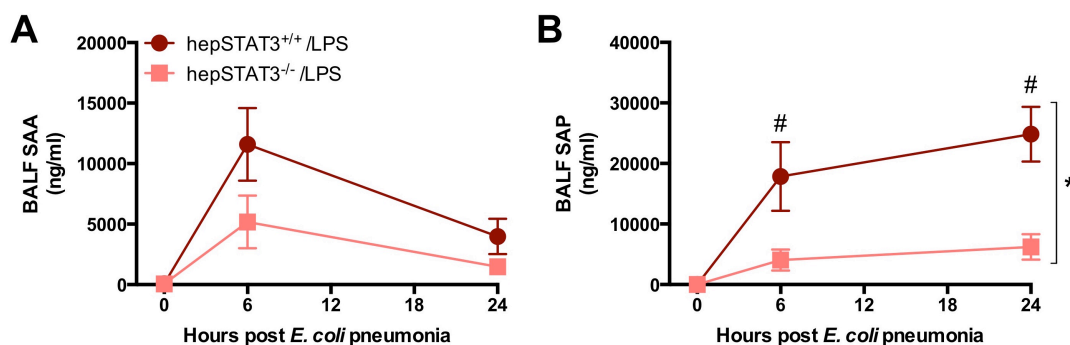 A
hepSTAT3+/+ /LPS
hepSTAT3-/- /LPS
20000
15000
10000
5000
0
BALF SAA
(ng/ml)
0 6 12 18 24
Hours post E. coli pneumonia
B
40000
30000
20000
10000
0
BALF SAP
(ng/ml)
# #
*
0 6 12 18 24
Hours post E. coli pneumonia